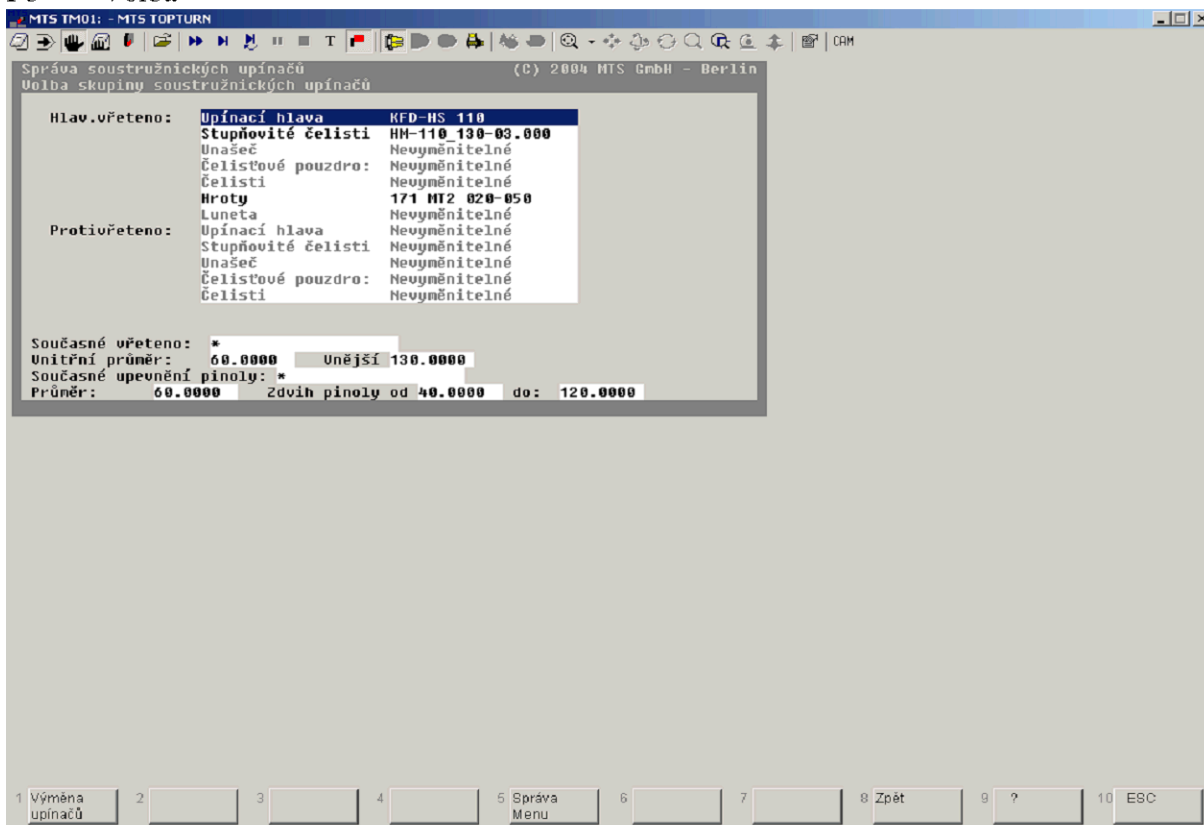 MTS TM01: - MTS TOPTURN
T CAM
Správa soustružnických upínačů (C) 2004 MTS GmbH - Berlin
Volba skupiny soustružnických upínačů
Hlav.vřeteno: Upínací hlava KFD-HS 110
Stupňovité čelisti HM-110_130-03.000
Unašeč Nevyměnitelné
Čelisťové pouzdro: Nevyměnitelné
Čelisti Nevyměnitelné
Hroty 171 MT2 020-050
Luneta Nevyměnitelné
Protivřeteno: Upínací hlava Nevyměnitelné
Stupňovité čelisti Nevyměnitelné
Unašeč Nevyměnitelné
Čelisťové pouzdro: Nevyměnitelné
Čelisti Nevyměnitelné
Současné vřeteno: *
Vnitřní průměr: 60.0000 Vnější 130.0000
Současné upevnění pinoly: *
Průměr: 60.0000 Zdvih pinoly od 40.0000 do: 120.0000
1 Výměna upínačů 2 3 4 5 Správa Menu 6 7 8 Zpět 9 ? 10 ESC